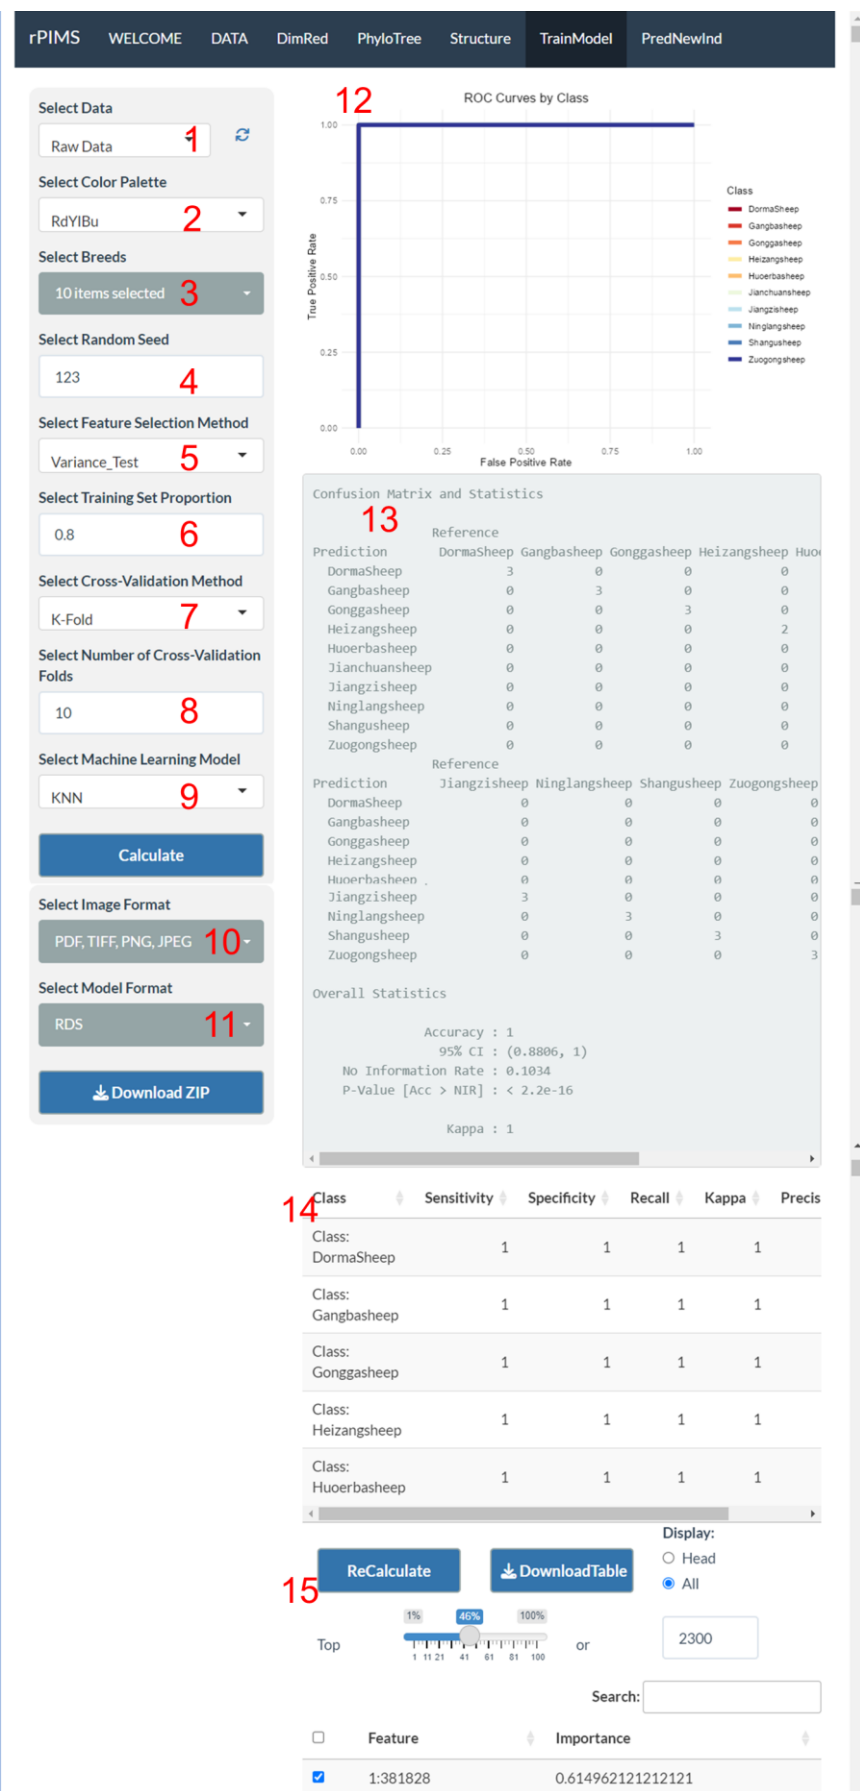 rPIMS WELCOME DATA DimRed PhyloTree Structure TrainModel PredNewInd
Select Data
Raw Data 1
Select Color Palette
RdYlBu 2
Select Breeds
10 items selected 3
Select Random Seed
123 4
Select Feature Selection Method
Variance_Test 5
Select Training Set Proportion
0.8 6
Select Cross-Validation Method
K-Fold 7
Select Number of Cross-Validation
Folds
10 8
Select Machine Learning Model
KNN 9
Calculate
Select Image Format
PDF, TIFF, PNG, JPEG 10
Select Model Format
RDS 11
Download ZIP
12
ROC Curves by Class
True Positive Rate
1.00
0.75
0.50
0.25
0.00
0.00 0.25 0.50 0.75 1.00
False Positive Rate
Class
DormaSheep
Gangbasheep
Gonggasheep
Heizangsheep
Huoerbasheep
Jianchuansheep
Jiangzisheep
Ninglangsheep
Shangusheep
Zuogongsheep
Confusion Matrix and Statistics
13
Reference
Prediction DormaSheep Gangbasheep Gonggasheep Heizangsheep Huoe
DormaSheep 3 0 0 0
Gangbasheep 0 3 0 0
Gonggasheep 0 0 3 0
Heizangsheep 0 0 0 2
Huoerbasheep 0 0 0 0
Jianchuansheep 0 0 0 0
Jiangzisheep 0 0 0 0
Ninglangsheep 0 0 0 0
Shangusheep 0 0 0 0
Zuogongsheep 0 0 0 0
Reference
Prediction Jiangzisheep Ninglangsheep Shangusheep Zuogongsheep
DormaSheep 0 0 0 0
Gangbasheep 0 0 0 0
Gonggasheep 0 0 0 0
Heizangsheep 0 0 0 0
Huoerbasheep 0 0 0 0
Jiangzisheep 3 0 0 0
Ninglangsheep 0 3 0 0
Shangusheep 0 0 3 0
Zuogongsheep 0 0 0 3
Overall Statistics
Accuracy : 1
95% CI : (0.8806, 1)
No Information Rate : 0.1034
P-Value [Acc > NIR] : < 2.2e-16
Kappa : 1
14
Class Sensitivity Specificity Recall Kappa Precis
Class:
DormaSheep 1 1 1 1
Class:
Gangbasheep 1 1 1 1
Class:
Gonggasheep 1 1 1 1
Class:
Heizangsheep 1 1 1 1
Class:
Huoerbasheep 1 1 1 1
15
ReCalculate DownloadTable
Display:
Head
All
Top 1% 46% 100% or 2300
1 11 21 41 61 81 100
Search:
Feature Importance
1:381828 0.614962121212121